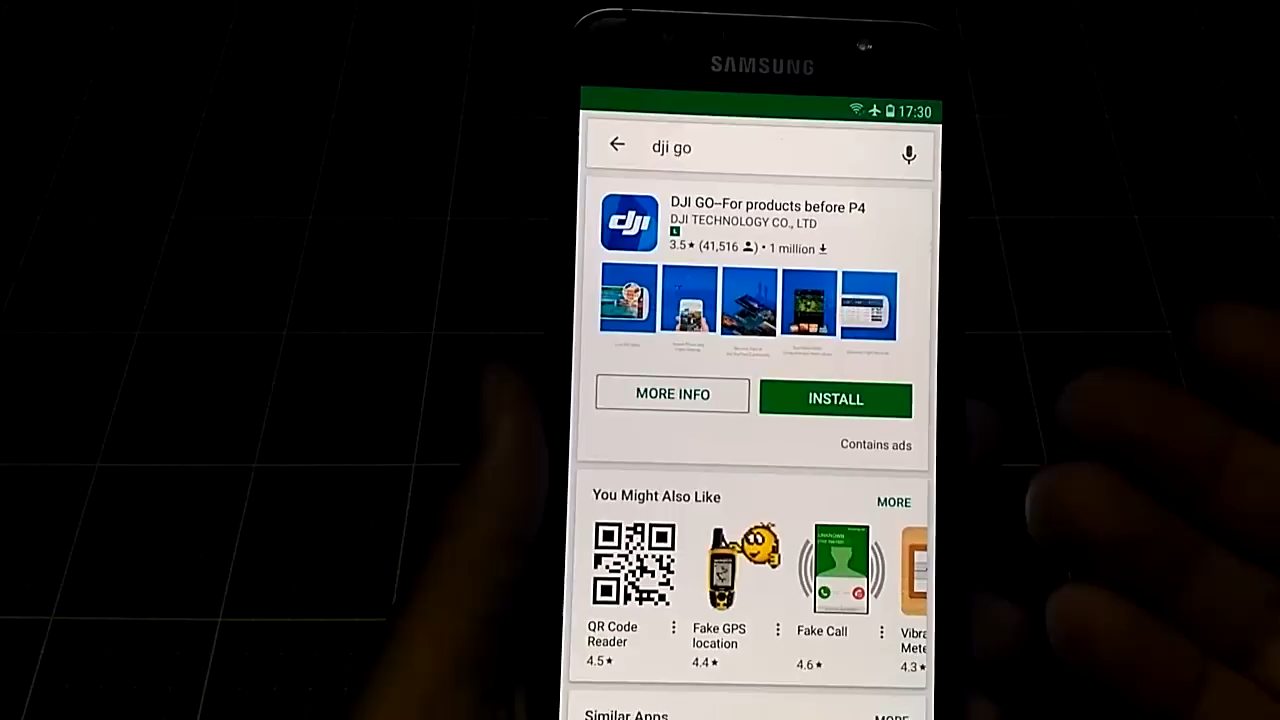 SAMSUNG
17:30
dji go
dji
DJI GO–For products before P4
DJI TECHNOLOGY CO., LTD
L
3.5★ (41,516 ) • 1 million
MORE INFO
INSTALL
Contains ads
You Might Also Like
MORE
QR Code
Reader
4.5★
Fake GPS
location
4.4★
UNKNOWN
Fake Call
4.6★
Vibra
Mete
4.3★
Similar Apps
MORE